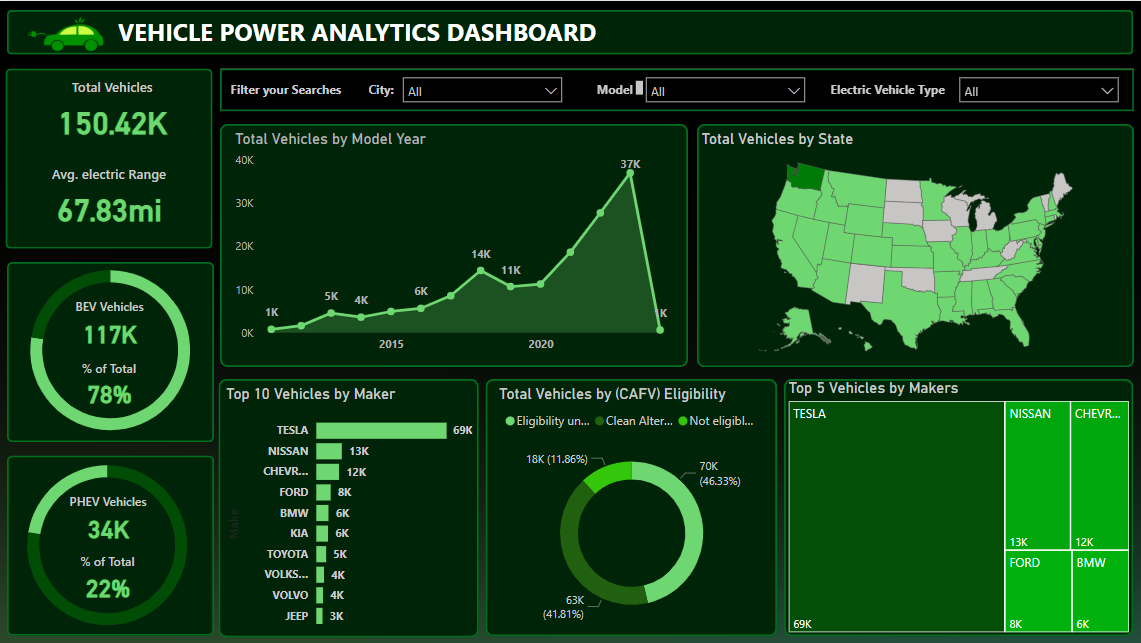 VEHICLE POWER ANALYTICS DASHBOARD
Total Vehicles
150.42K
Avg. electric Range
67.83mi
Filter your Searches
City:
All
Model
All
Electric Vehicle Type
All
BEV Vehicles
117K
% of Total
78%
PHEV Vehicles
34K
% of Total
22%
Total Vehicles by Model Year
40K
30K
20K
10K
0K
1K
5K
4K
6K
14K
11K
37K
1K
2015
2020
Total Vehicles by State
Top 10 Vehicles by Maker
Make
TESLA 69K
NISSAN 13K
CHEVR... 12K
FORD 8K
BMW 6K
KIA 6K
TOYOTA 5K
VOLKS... 4K
VOLVO 4K
JEEP 3K
Total Vehicles by (CAFV) Eligibility
Eligibility un... Clean Alter... Not eligibl...
18K (11.86%)
70K
(46.33%)
63K
(41.81%)
Top 5 Vehicles by Makers
TESLA
69K
NISSAN
13K
CHEVR...
12K
FORD
8K
BMW
6K